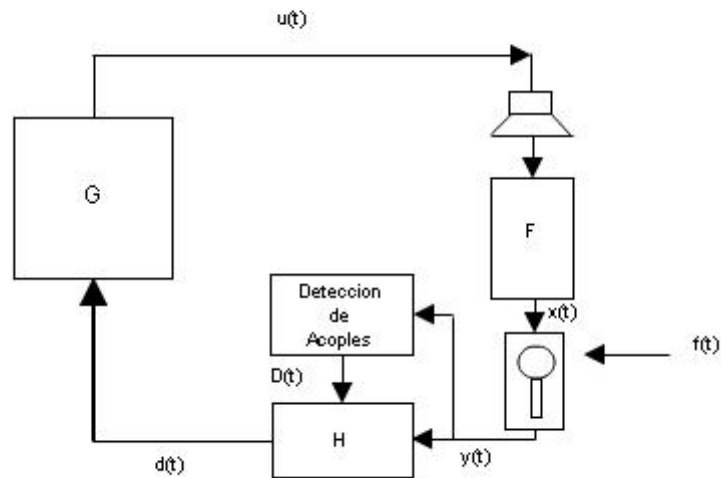 u(t)
G
F
x(t)
f(t)
Deteccion
de
Acoples
D(t)
H
y(t)
d(t)